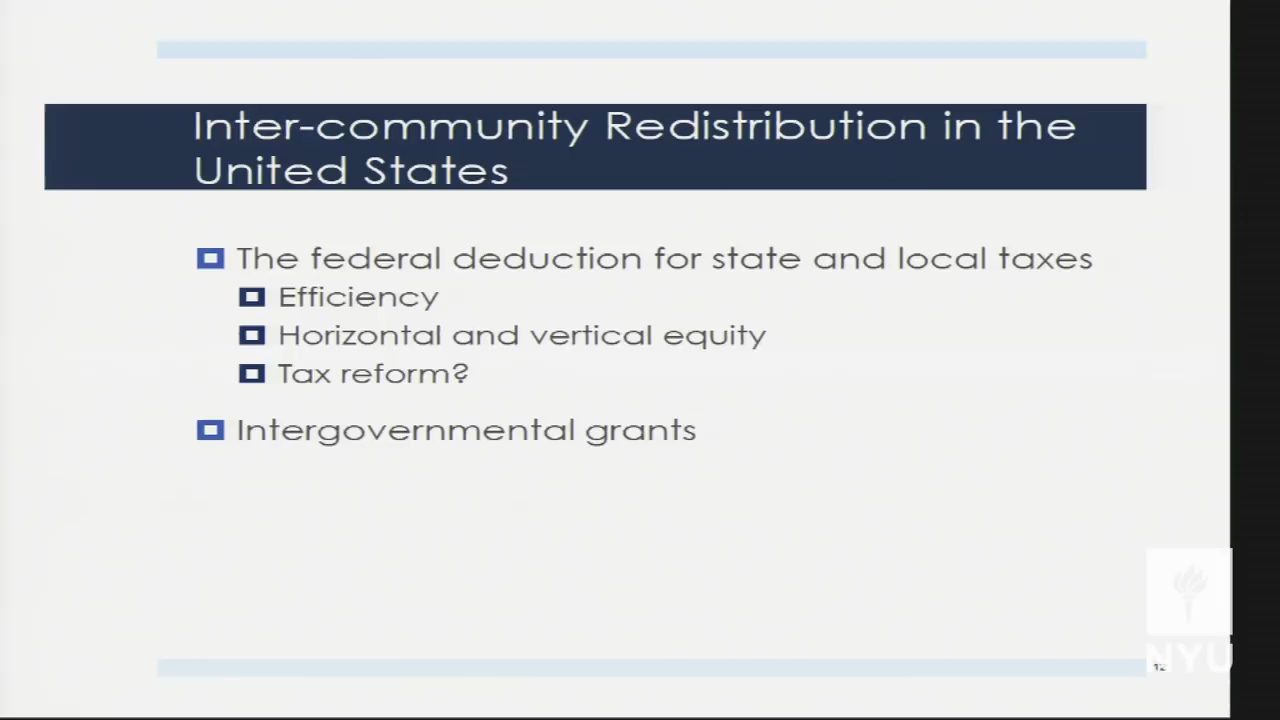 Inter-community Redistribution in the
United States
The federal deduction for state and local taxes
Efficiency
Horizontal and vertical equity
Tax reform?
Intergovernmental grants
12
NYU